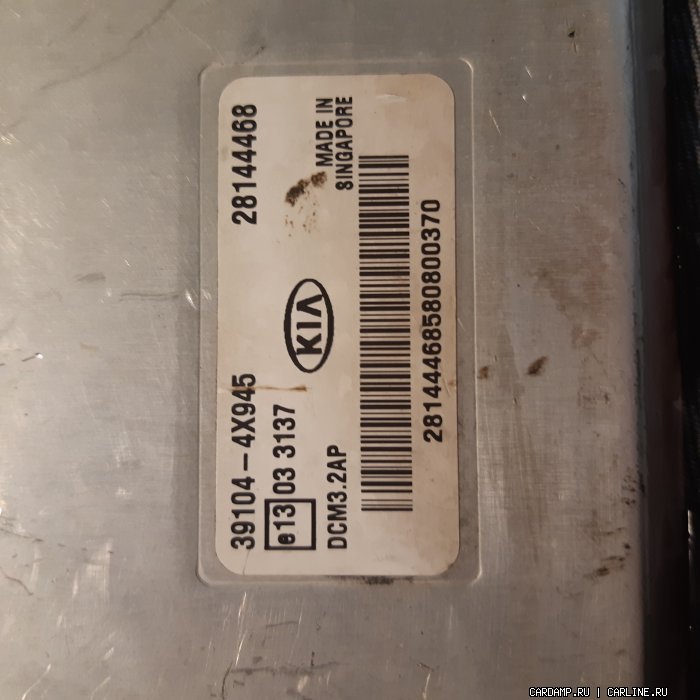 39104-4X945 28144468
e13 03 3137
KIA
DCM3.2AP
MADE IN
SINGAPORE
28144468580800370
CARDAMP.RU | CARLINE.RU